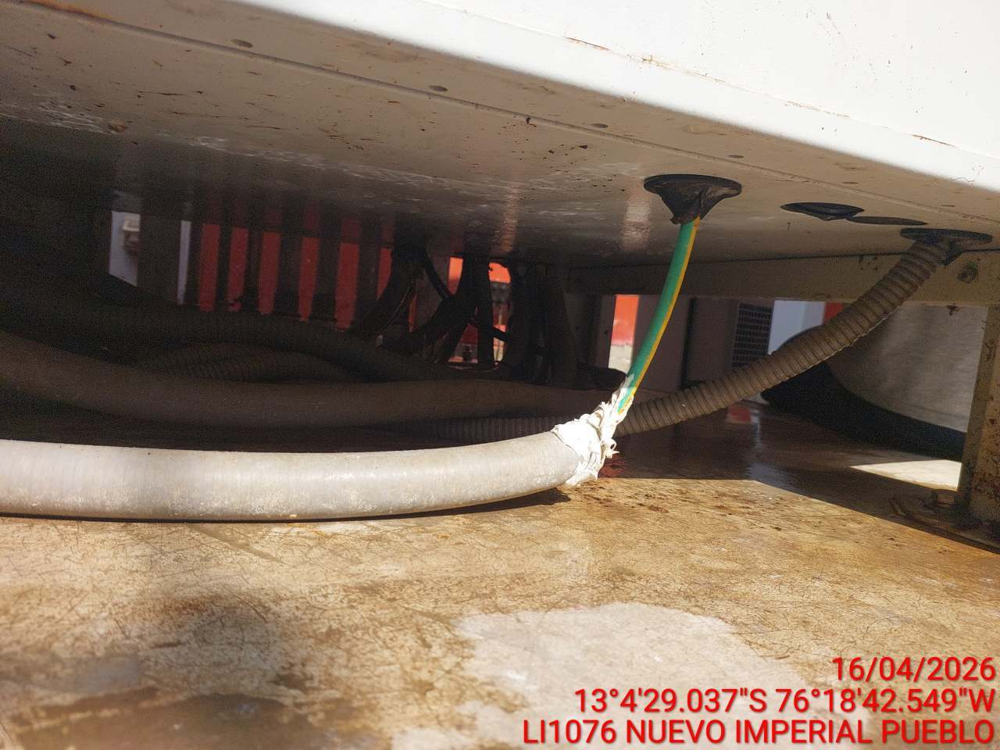 16/04/2026
13°4'29.037"S 76°18'42.549"W
LI1076 NUEVO IMPERIAL PUEBLO